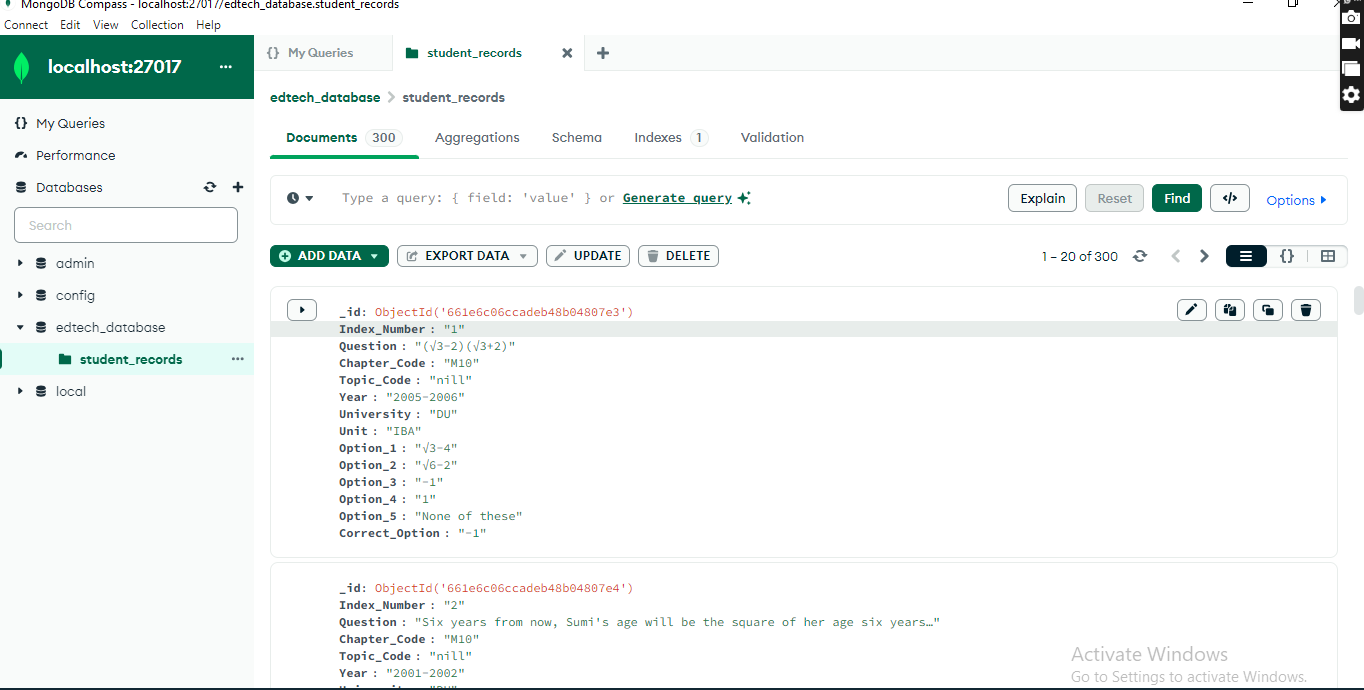 MongoDB Compass - localhost:27017/edtech_database.student_records
Connect Edit View Collection Help
localhost:27017 ...
{} My Queries
student_records
My Queries
Performance
Databases
Search
admin
config
edtech_database
student_records ...
local
edtech_database > student_records
Documents 300 Aggregations Schema Indexes 1 Validation
Type a query: { field: 'value' } or Generate query
Explain Reset Find </> Options
ADD DATA EXPORT DATA UPDATE DELETE
1 – 20 of 300 {}
_id: ObjectId('661e6c06ccadeb48b04807e3')
Index_Number : "1"
Question : "(√3-2)(√3+2)"
Chapter_Code : "M10"
Topic_Code : "nill"
Year : "2005-2006"
University : "DU"
Unit : "IBA"
Option_1 : "√3-4"
Option_2 : "√6-2"
Option_3 : "-1"
Option_4 : "1"
Option_5 : "None of these"
Correct_Option : "-1"
_id: ObjectId('661e6c06ccadeb48b04807e4')
Index_Number : "2"
Question : "Six years from now, Sumi's age will be the square of her age six years…"
Chapter_Code : "M10"
Topic_Code : "nill"
Year : "2001-2002"
Activate Windows
Go to Settings to activate Windows.